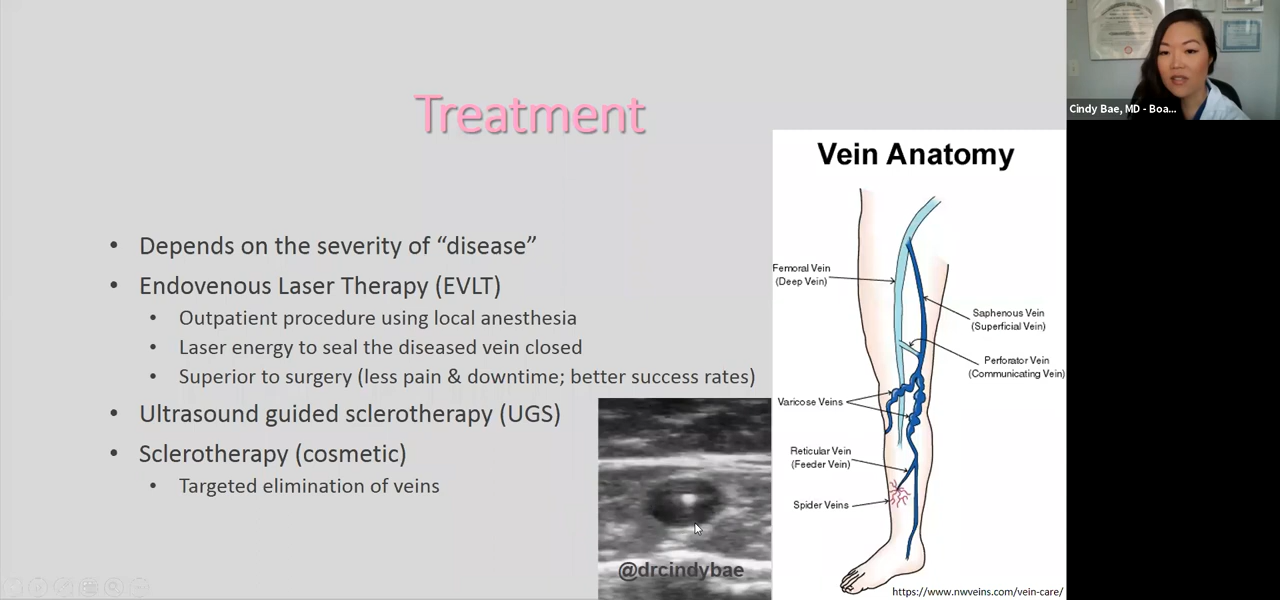 Treatment
• Depends on the severity of “disease”
• Endovenous Laser Therapy (EVLT)
• Outpatient procedure using local anesthesia
• Laser energy to seal the diseased vein closed
• Superior to surgery (less pain & downtime; better success rates)
• Ultrasound guided sclerotherapy (UGS)
• Sclerotherapy (cosmetic)
• Targeted elimination of veins
@drcindybae
Vein Anatomy
Femoral Vein
(Deep Vein)
Saphenous Vein
(Superficial Vein)
Perforator Vein
(Communicating Vein)
Varicose Veins
Reticular Vein
(Feeder Vein)
Spider Veins
https://www.nwveins.com/vein-care/
Cindy Bae, MD - Boa...